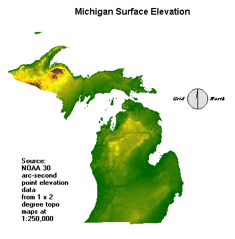 Michigan Surface Elevation
Grid North
Source:
NOAA 30
arc-second
point elevation
data
from 1 x 2
degree topo
maps at
1:250,000